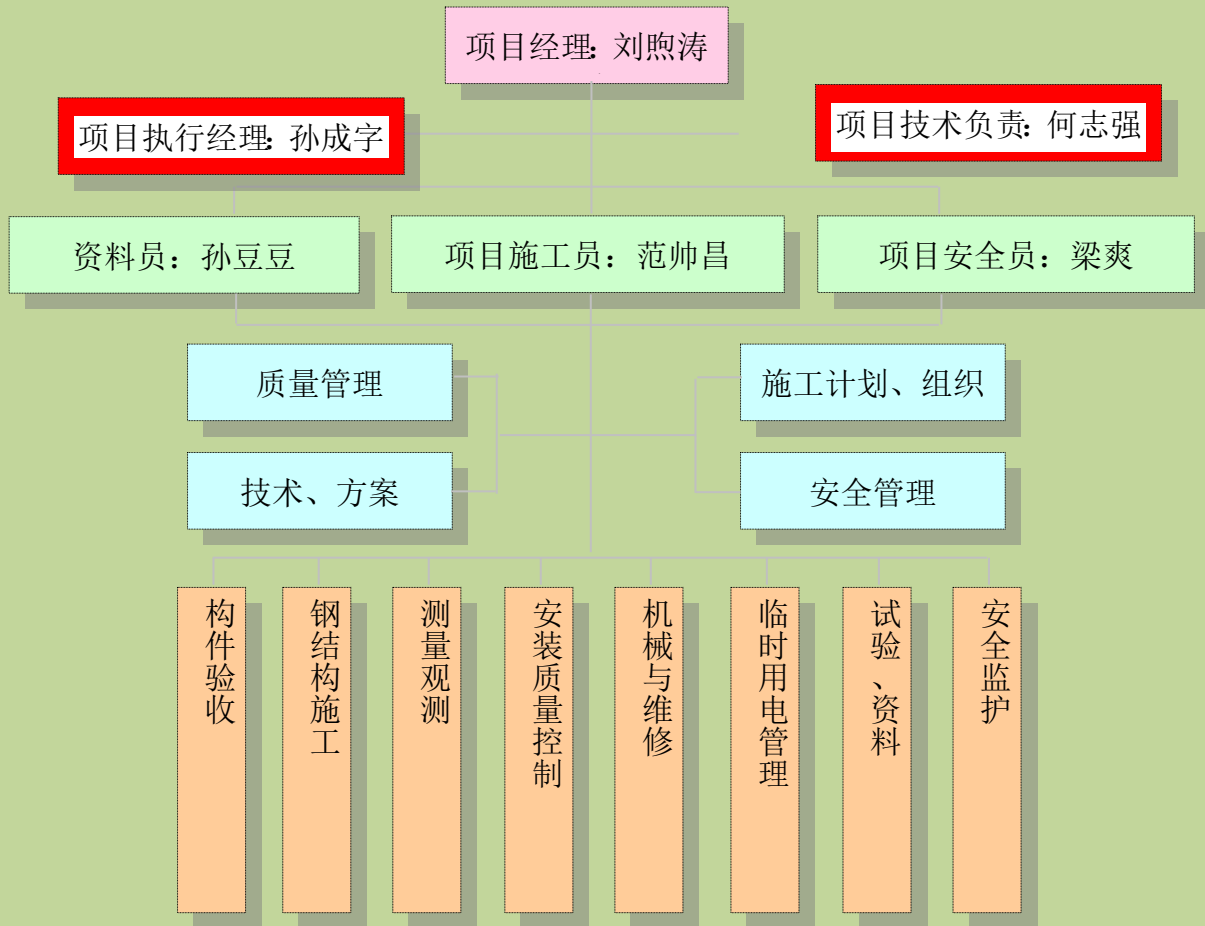 项目经理：刘煦涛
项目执行经理：孙成字
项目技术负责：何志强
资料员：孙豆豆
项目施工员：范帅昌
项目安全员：梁爽
质量管理
施工计划、组织
技术、方案
安全管理
构件验收
钢结构施工
测量观测
安装质量控制
机械与维修
临时用电管理
试验、资料
安全监护